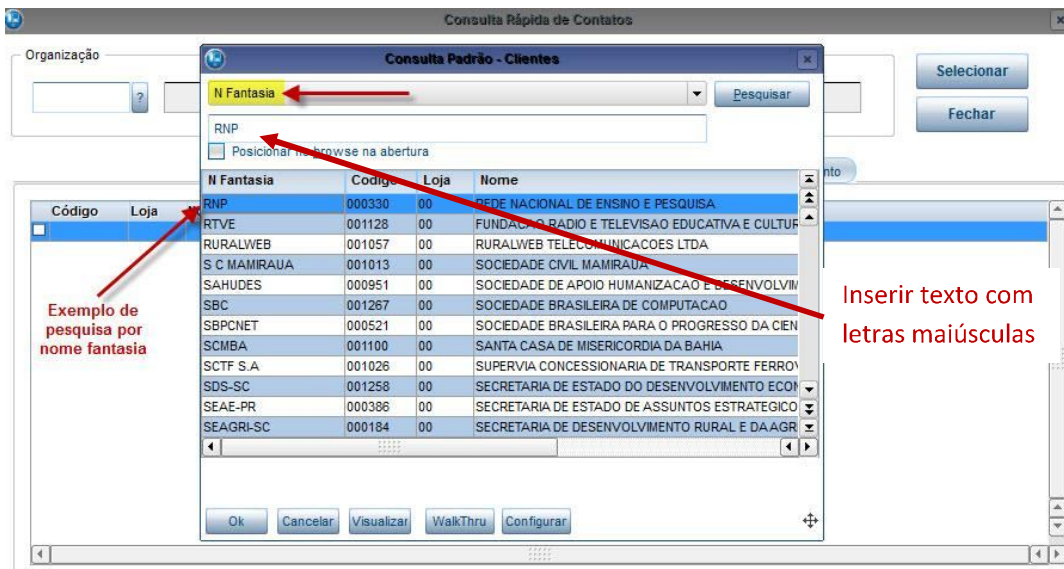 Consulta Rápida de Contatos
Organização
?
Selecionar
Fechar
Consulta Padrão - Clientes
N Fantasia
Pesquisar
RNP
Posicionar no browse na abertura
nto
N Fantasia Codigo Loja Nome
RNP 000330 00 REDE NACIONAL DE ENSINO E PESQUISA
RTVE 001128 00 FUNDACAO RADIO E TELEVISAO EDUCATIVA E CULTUR
RURALWEB 001057 00 RURALWEB TELECOMUNICACOES LTDA
S C MAMIRAUA 001013 00 SOCIEDADE CIVIL MAMIRAUA
SAHUDES 000951 00 SOCIEDADE DE APOIO HUMANIZACAO E DESENVOLVIM
SBC 001267 00 SOCIEDADE BRASILEIRA DE COMPUTACAO
SBPCNET 000521 00 SOCIEDADE BRASILEIRA PARA O PROGRESSO DA CIEN
SCMBA 001100 00 SANTA CASA DE MISERICORDIA DA BAHIA
SCTF S.A 001026 00 SUPERVIA CONCESSIONARIA DE TRANSPORTE FERROV
SDS-SC 001258 00 SECRETARIA DE ESTADO DO DESENVOLVIMENTO ECON
SEAE-PR 000386 00 SECRETARIA DE ESTADO DE ASSUNTOS ESTRATEGICO
SEAGRI-SC 000184 00 SECRETARIA DE DESENVOLVIMENTO RURAL E DA AGR
Código Loja
Exemplo de
pesquisa por
nome fantasia
Inserir texto com
letras maiúsculas
Ok Cancelar Visualizar WalkThru Configurar